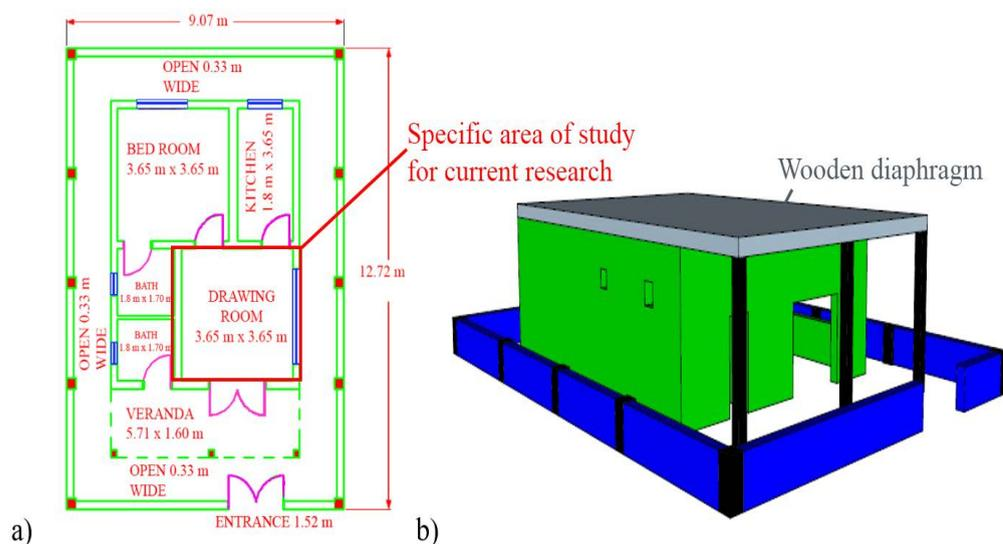 9.07 m
OPEN 0.33 m
WIDE
BED ROOM
3.65 m x 3.65 m
KITCHEN
1.8 m x 3.65 m
Specific area of study
for current research
Wooden diaphragm
12.72 m
BATH
1.8 m x 1.70 m
DRAWING
ROOM
3.65 m x 3.65 m
OPEN 0.33 m
WIDE
BATH
1.8 m x 1.70 m
VERANDA
5.71 x 1.60 m
OPEN 0.33 m
WIDE
ENTRANCE 1.52 m
a)
b)